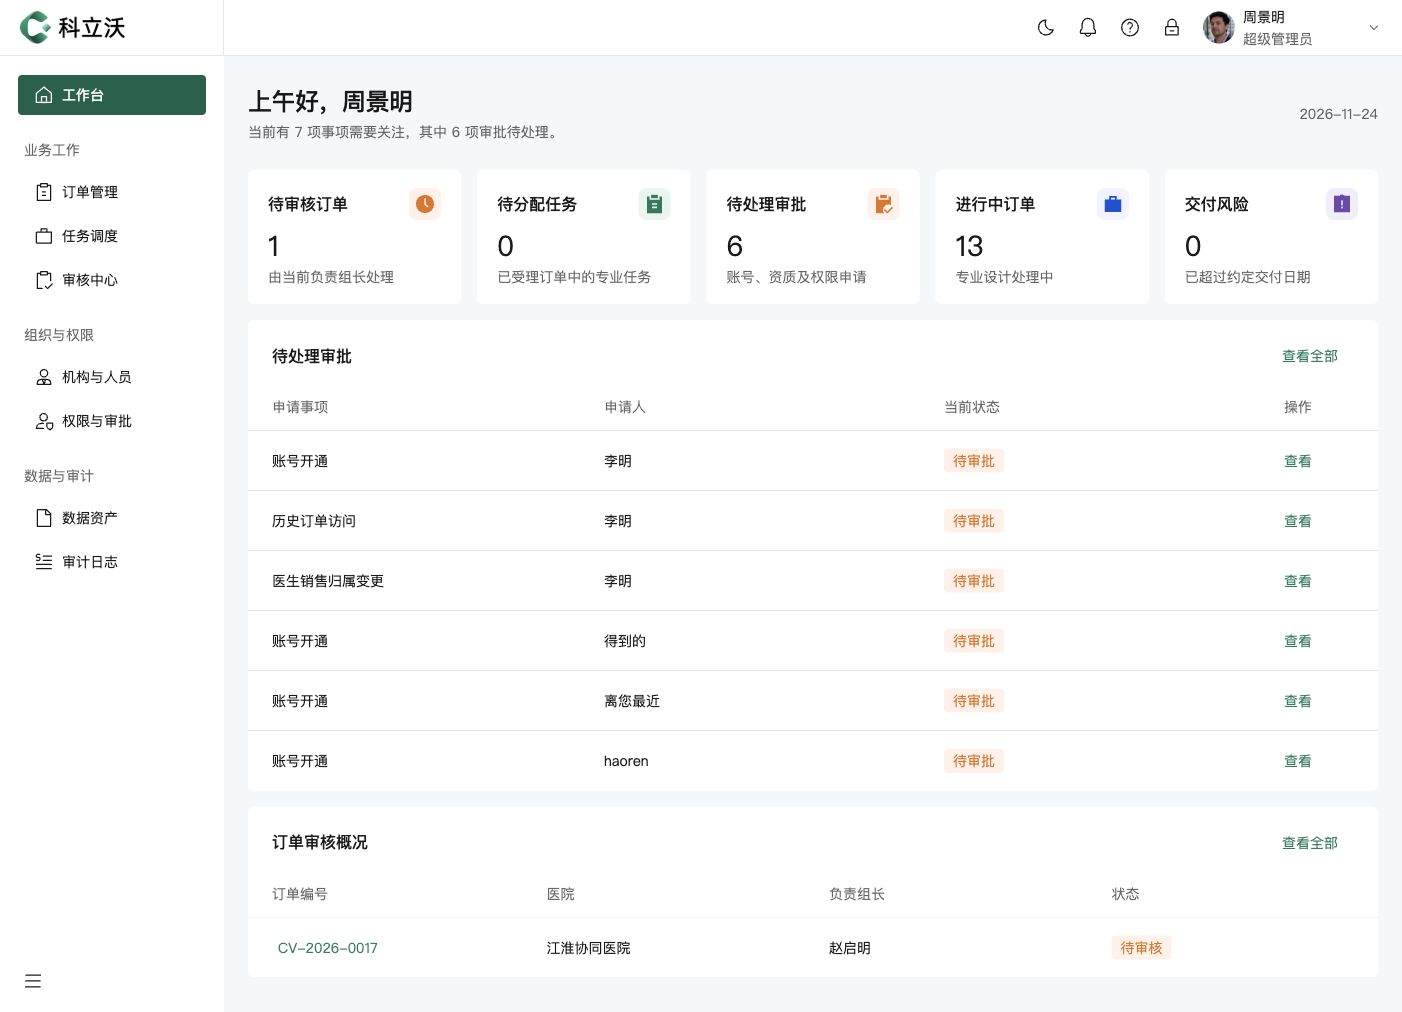 科立沃
周景明
超级管理员
工作台
业务工作
订单管理
任务调度
审核中心
组织与权限
机构与人员
权限与审批
数据与审计
数据资产
审计日志
上午好，周景明
当前有 7 项事项需要关注，其中 6 项审批待处理。
2026-11-24
待审核订单
1
由当前负责组长处理
待分配任务
0
已受理订单中的专业任务
待处理审批
6
账号、资质及权限申请
进行中订单
13
专业设计处理中
交付风险
0
已超过约定交付日期
待处理审批 查看全部
申请事项 申请人 当前状态 操作
账号开通 李明 待审批 查看
历史订单访问 李明 待审批 查看
医生销售归属变更 李明 待审批 查看
账号开通 得到的 待审批 查看
账号开通 离您最近 待审批 查看
账号开通 haoren 待审批 查看
订单审核概况 查看全部
订单编号 医院 负责组长 状态
CV-2026-0017 江淮协同医院 赵启明 待审核